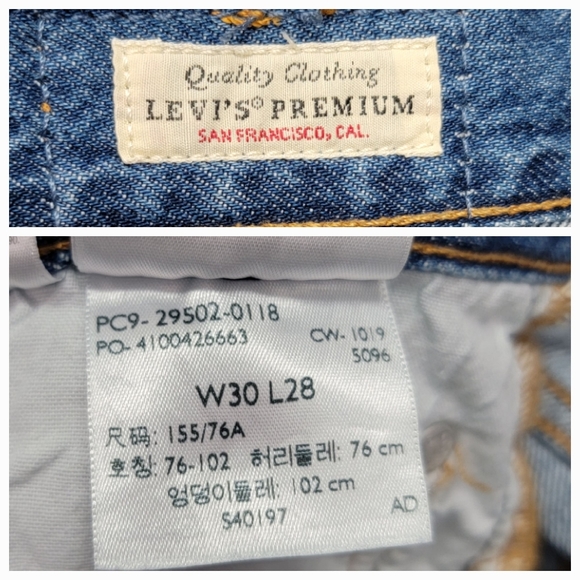 Quality Clothing
LEVI'S® PREMIUM
SAN FRANCISCO, CAL.
PC9- 29502-0118
PO- 4100426663 CW- 1019
5096
W30 L28
尺码: 155/76A
호칭: 76-102 허리둘레: 76 cm
엉덩이둘레: 102 cm
S40197 AD